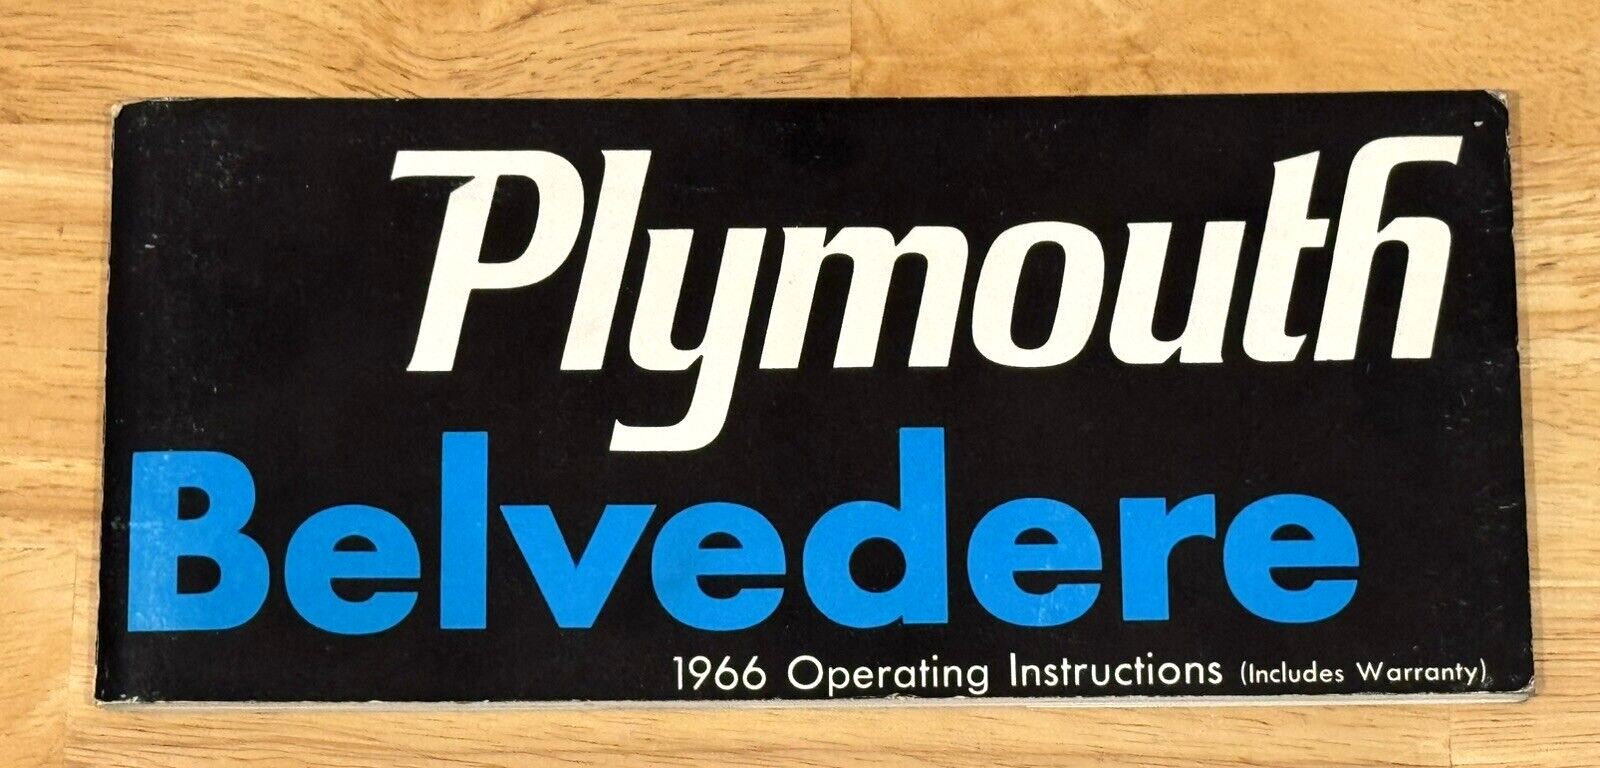 Plymouth
Belvedere
1966 Operating Instructions (Includes Warranty)